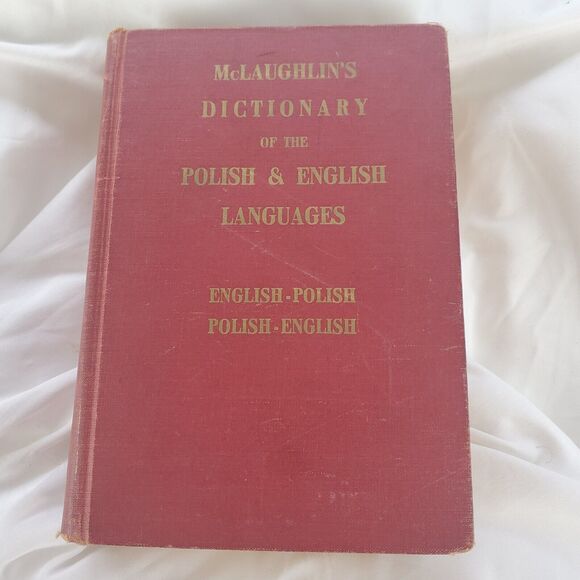 McLAUGHLIN'S
DICTIONARY
OF THE
POLISH & ENGLISH
LANGUAGES
ENGLISH-POLISH
POLISH-ENGLISH